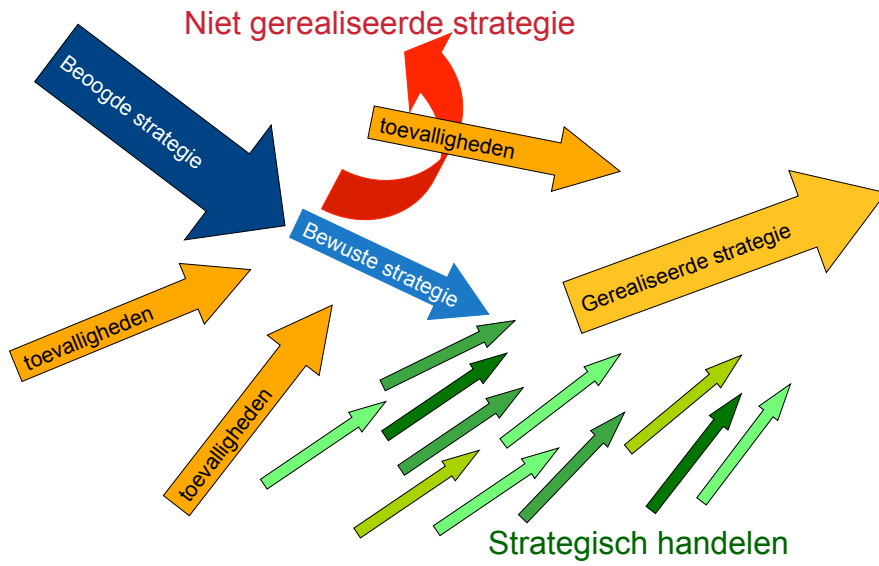 Niet gerealiseerde strategie
Beoogde strategie
toevalligheden
Bewuste strategie
Gerealiseerde strategie
toevalligheden
toevalligheden
Strategisch handelen